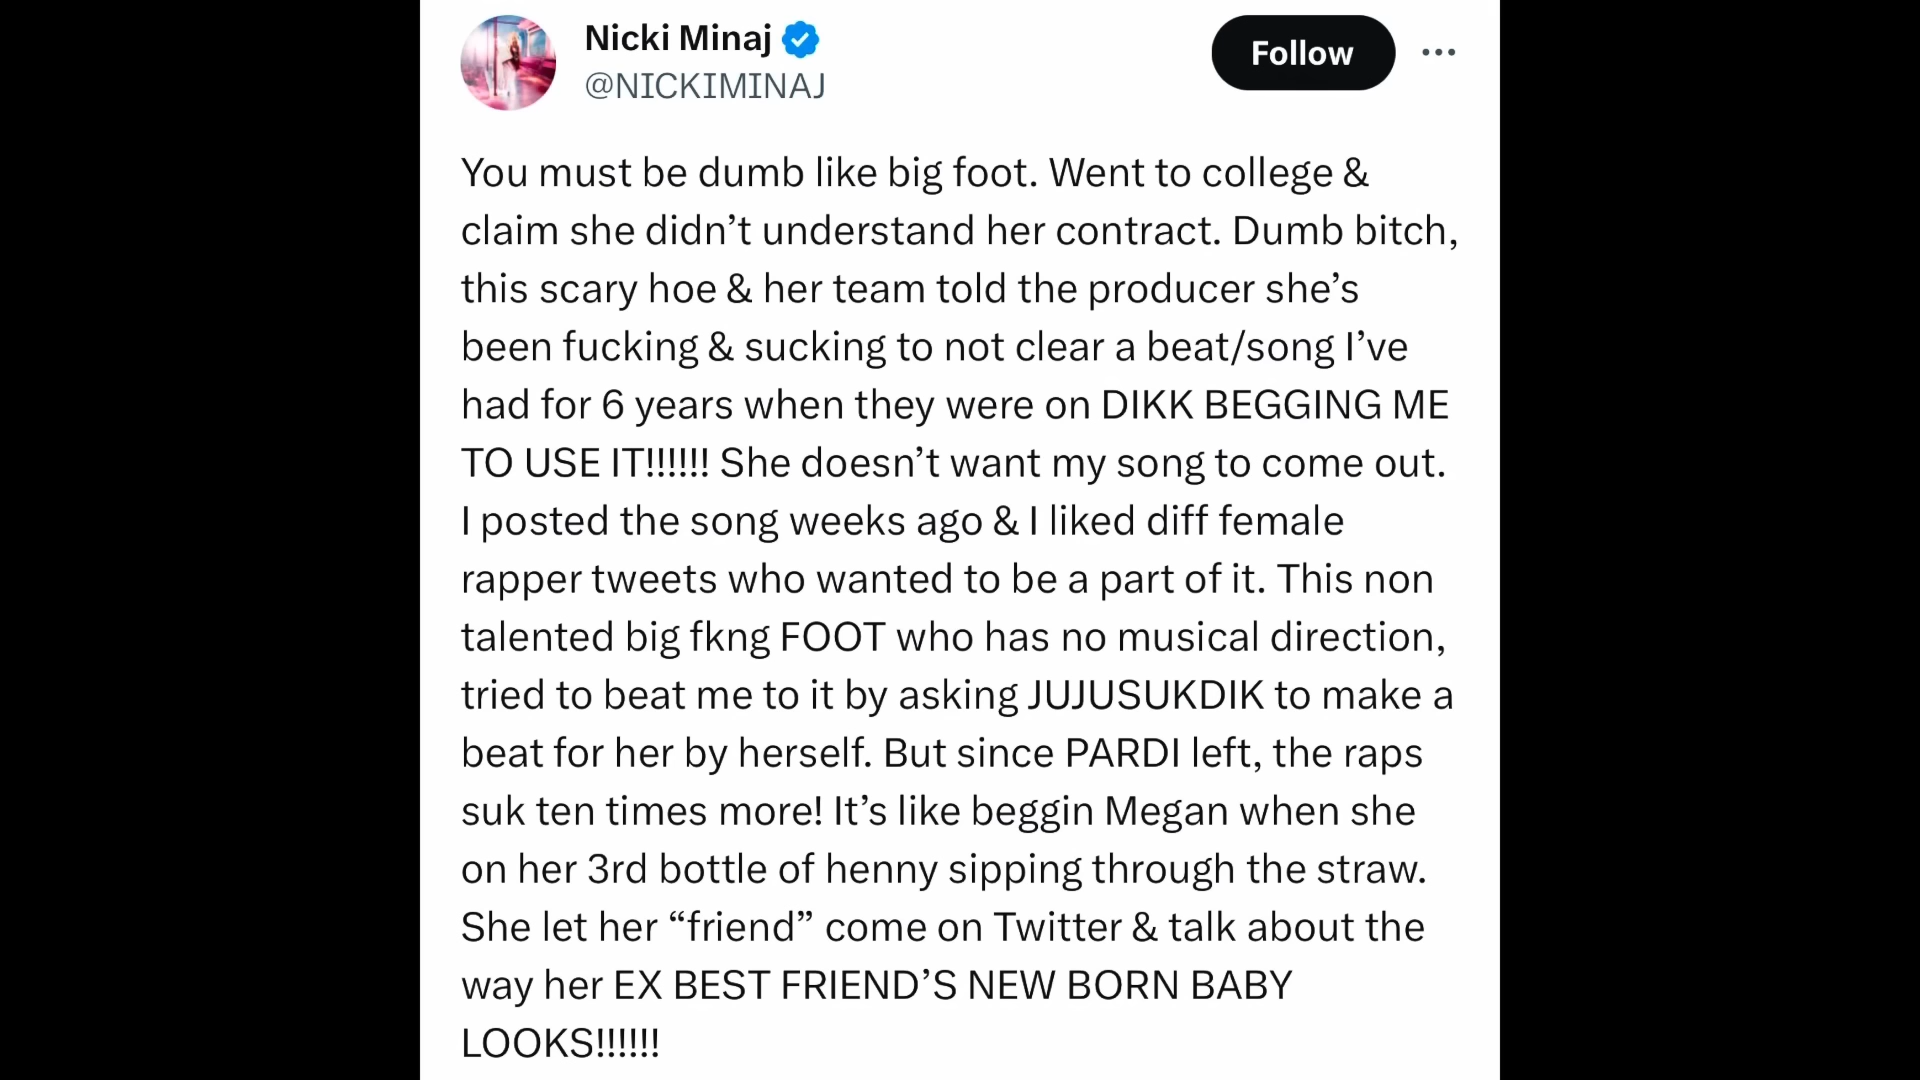 Nicki Minaj
@NICKIMINAJ
Follow
You must be dumb like big foot. Went to college &
claim she didn’t understand her contract. Dumb bitch,
this scary hoe & her team told the producer she’s
been fucking & sucking to not clear a beat/song I’ve
had for 6 years when they were on DIKK BEGGING ME
TO USE IT!!!!!! She doesn’t want my song to come out.
I posted the song weeks ago & I liked diff female
rapper tweets who wanted to be a part of it. This non
talented big fkng FOOT who has no musical direction,
tried to beat me to it by asking JUJUSUKDIK to make a
beat for her by herself. But since PARDI left, the raps
suk ten times more! It’s like beggin Megan when she
on her 3rd bottle of henny sipping through the straw.
She let her “friend” come on Twitter & talk about the
way her EX BEST FRIEND’S NEW BORN BABY
LOOKS!!!!!!